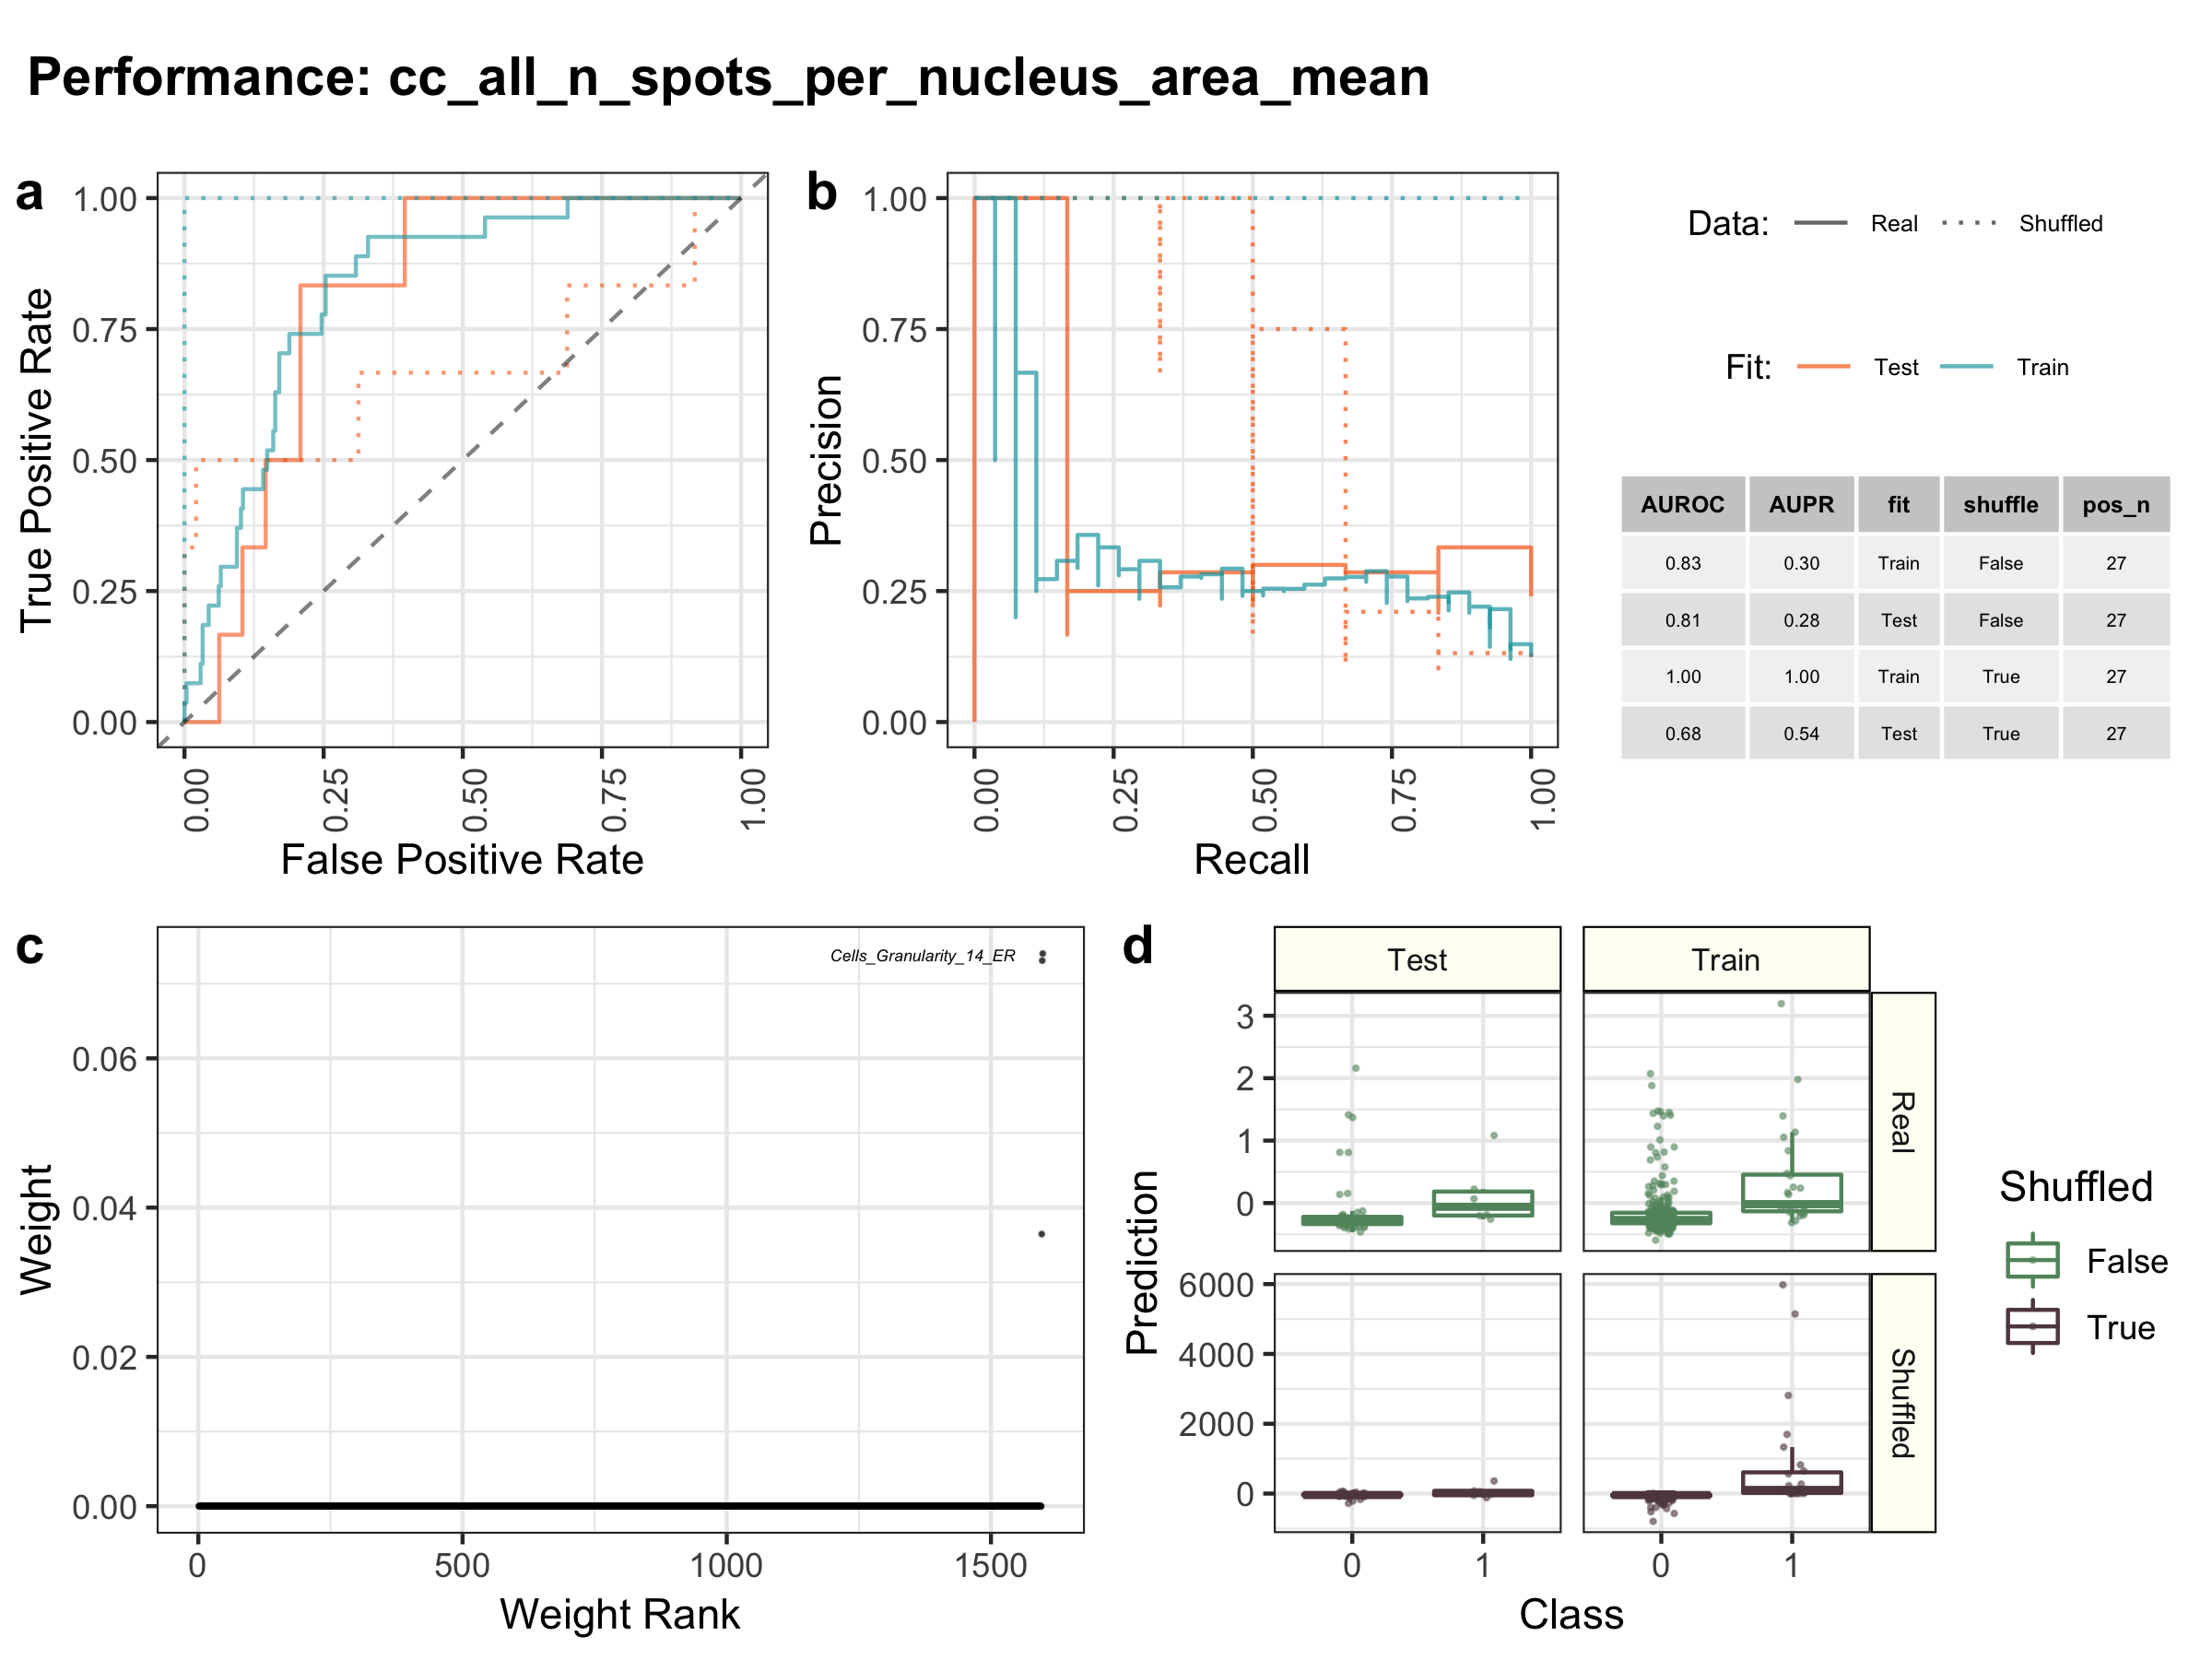 Performance: cc_all_n_spots_per_nucleus_area_mean
a
True Positive Rate
1.00
0.75
0.50
0.25
0.00
0.00 0.25 0.50 0.75 1.00
False Positive Rate
b
Precision
1.00
0.75
0.50
0.25
0.00
0.00 0.25 0.50 0.75 1.00
Recall
Data: Real Shuffled
Fit: Test Train
AUROC AUPR fit shuffle pos_n
0.83 0.30 Train False 27
0.81 0.28 Test False 27
1.00 1.00 Train True 27
0.68 0.54 Test True 27
c
Weight
Cells_Granularity_14_ER
0.06
0.04
0.02
0.00
0 500 1000 1500
Weight Rank
d
Test Train
Prediction
3
2
1
0
Real
6000
4000
2000
0
Shuffled
0 1 0 1
Class
Shuffled
False
True